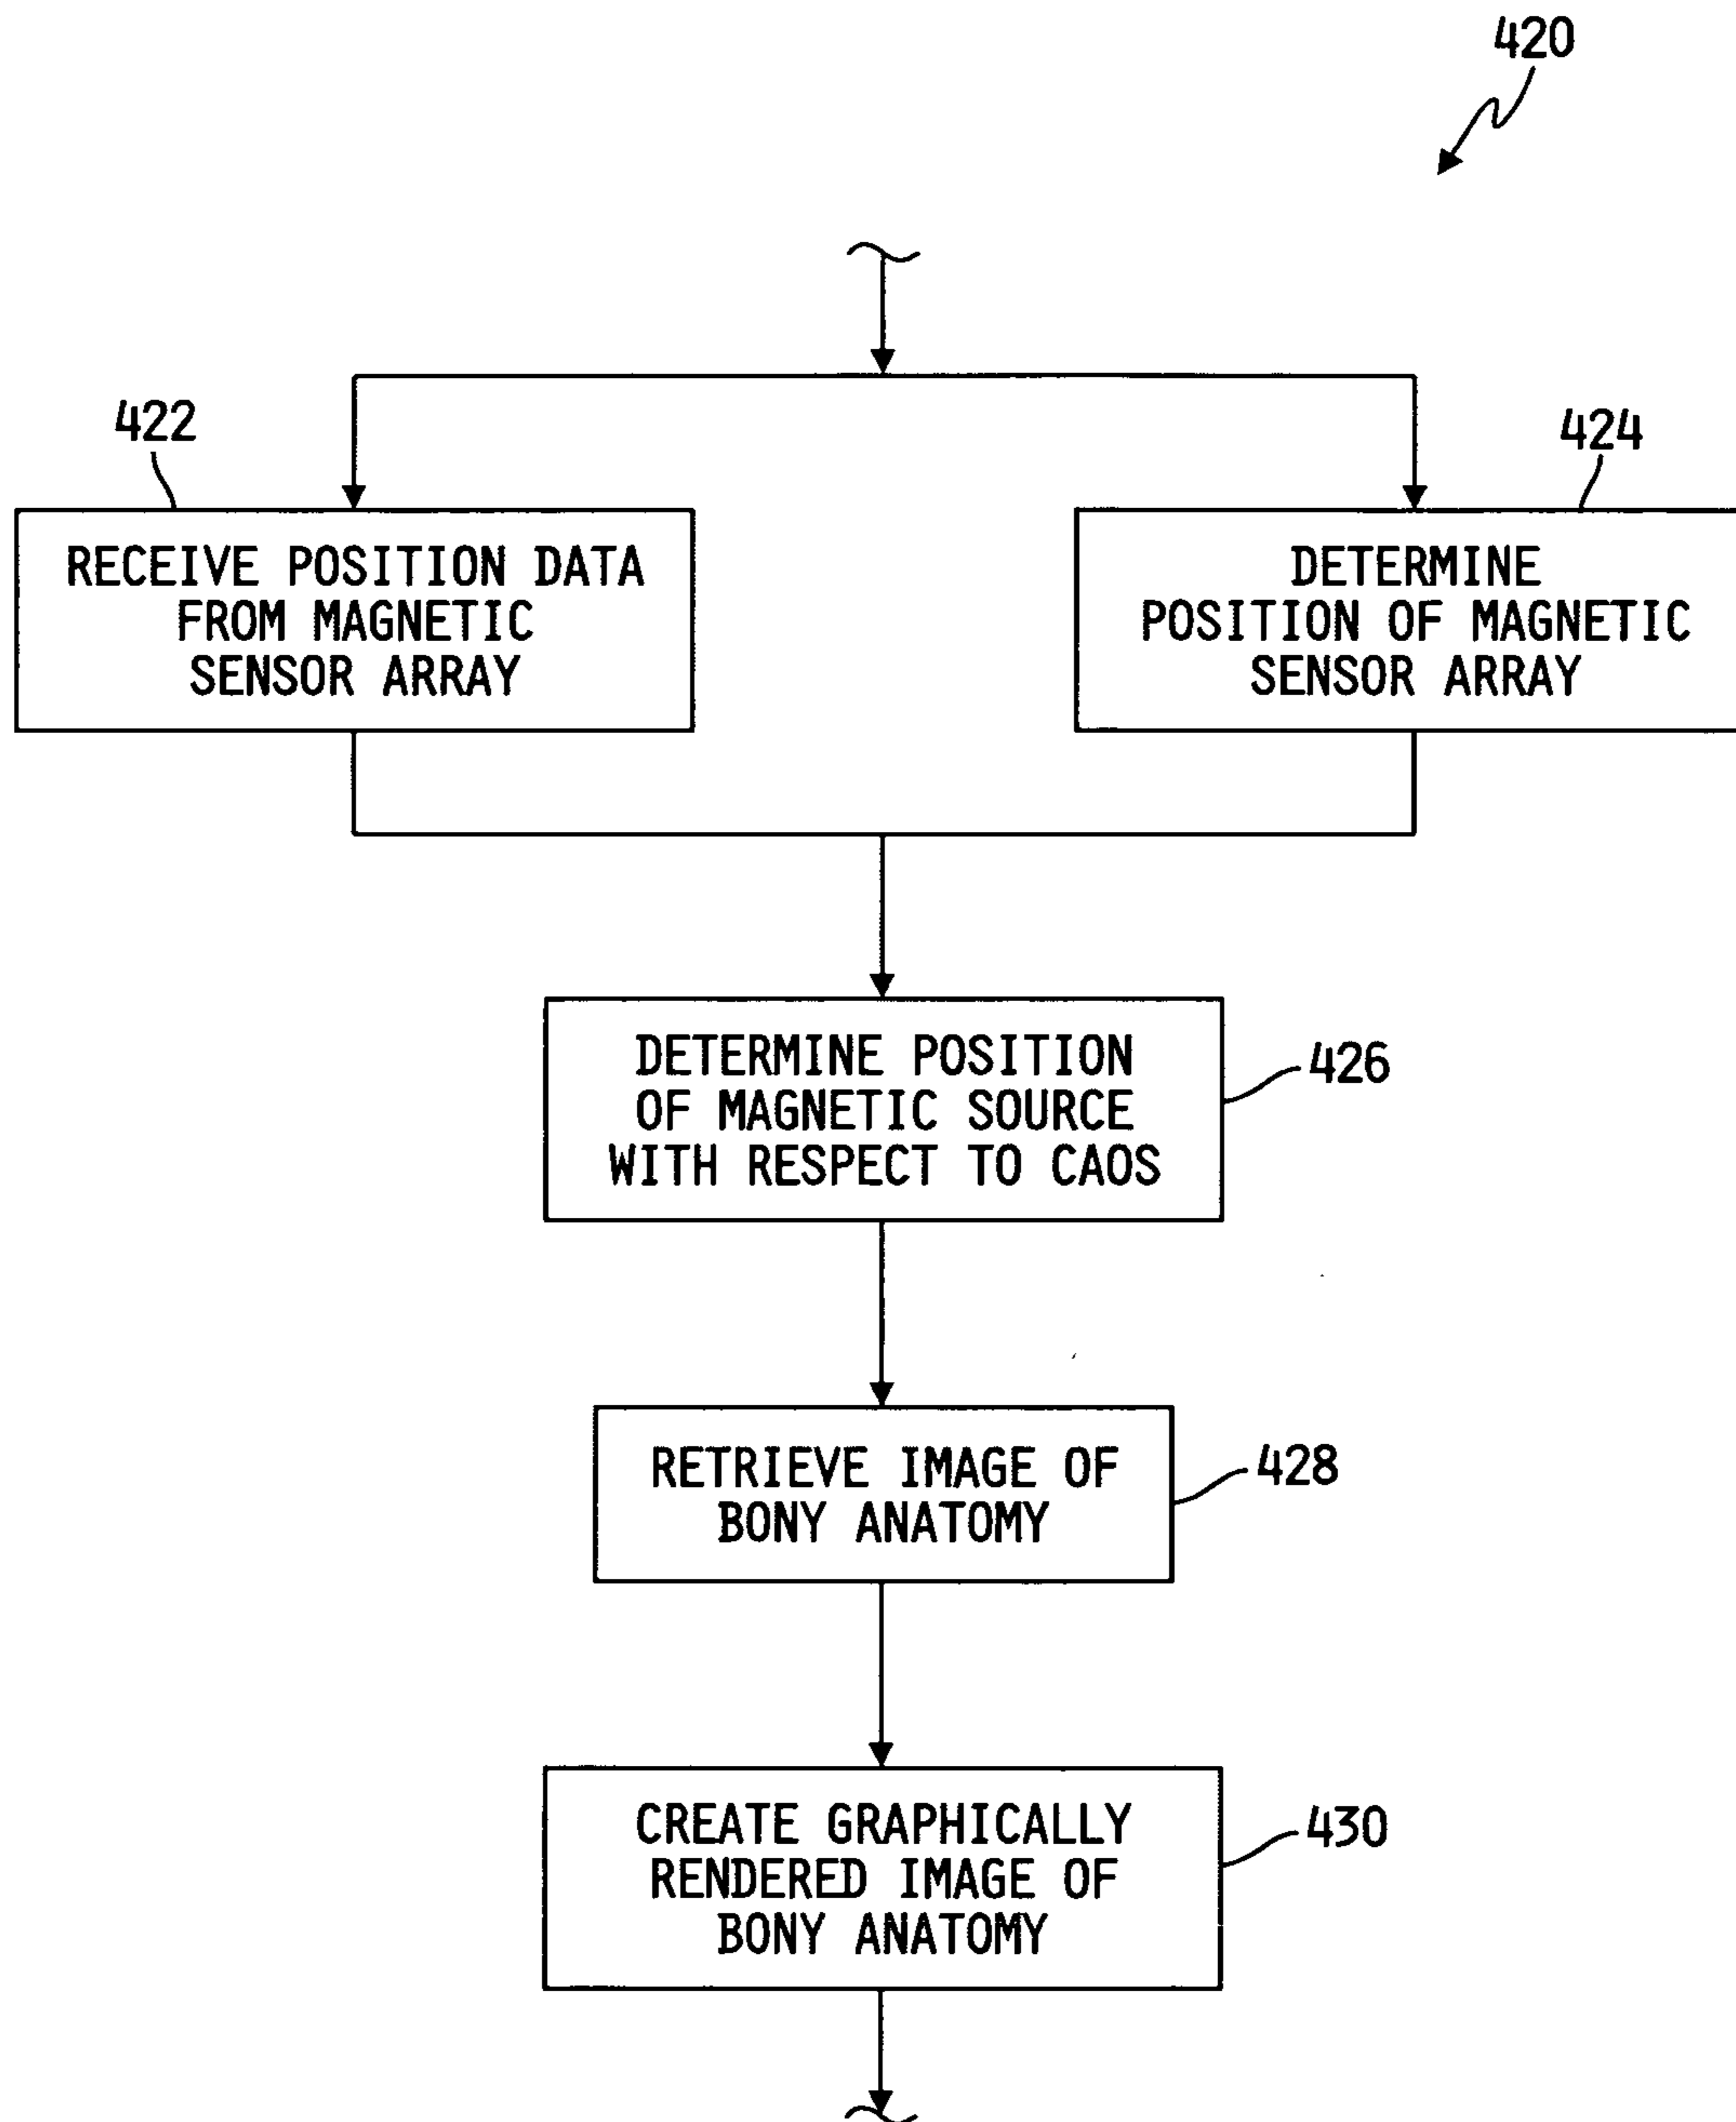 420
422
424
RECEIVE POSITION DATA
FROM MAGNETIC
SENSOR ARRAY
DETERMINE
POSITION OF MAGNETIC
SENSOR ARRAY
DETERMINE POSITION
OF MAGNETIC SOURCE
WITH RESPECT TO CAOS
426
RETRIEVE IMAGE OF
BONY ANATOMY
428
CREATE GRAPHICALLY
RENDERED IMAGE OF
BONY ANATOMY
430